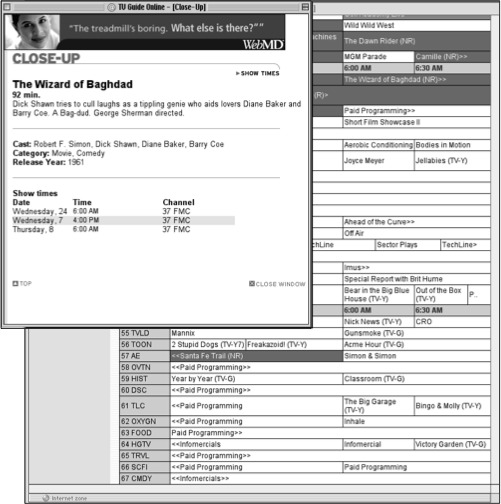 TV Guide Online - [Close-Up]
"The treadmill's boring. What else is there?""
WebMD
CLOSE-UP
▸ SHOW TIMES
The Wizard of Baghdad
92 min.
Dick Shawn tries to cull laughs as a tippling genie who aids lovers Diane Baker and
Barry Coe. A Bag-dud. George Sherman directed.
Cast: Robert F. Simon, Dick Shawn, Diane Baker, Barry Coe
Category: Movie, Comedy
Release Year: 1961
Show times
Date Time Channel
Wednesday, 24 6:00 AM 37 FMC
Wednesday, 7 4:00 PM 37 FMC
Thursday, 8 6:00 AM 37 FMC
TOP
CLOSE WINDOW
Wild Wild West
achines
The Dawn Rider (NR)
MGM Parade Camille (NR)>>
6:00 AM 6:30 AM
The Wizard of Baghdad (NR)>>
(R)>
Paid Programming>>
Short Film Showcase II
Aerobic Conditioning Bodies in Motion
Joyce Meyer Jellabies (TV-Y)
Ahead of the Curve>>
Off Air
chLine Sector Plays TechLine>
Imus>>
Special Report with Brit Hume
Bear in the Big Blue
House (TV-Y)
Out of the Box
(TV-Y)
P..
6:00 AM 6:30 AM
Nick News (TV-Y) CRO
55 TVLD Mannix Gunsmoke (TV-G)
56 TOON 2 Stupid Dogs (TV-Y7) Freakazoid! (TV-Y) Acme Hour (TV-G)
57 AE <<Santa Fe Trail (NR) Simon & Simon
58 OVTN <<Paid Programming>>
59 HIST Year by Year (TV-G) Classroom (TV-G)
60 DSC <<Paid Programming>>
61 TLC <<Paid Programming
The Big Garage
(TV-Y)
Bingo & Molly (TV-Y)
62 OXYGN <<Paid Programming Inhale
63 FOOD Paid Programming>>
64 HGTV <<Infomercials Infomercial Victory Garden (TV-G)
65 TRVL <<Paid Programming>>
66 SCFI <<Paid Programming Paid Programming
67 CMDY <<Infomercials>>
Internet zone